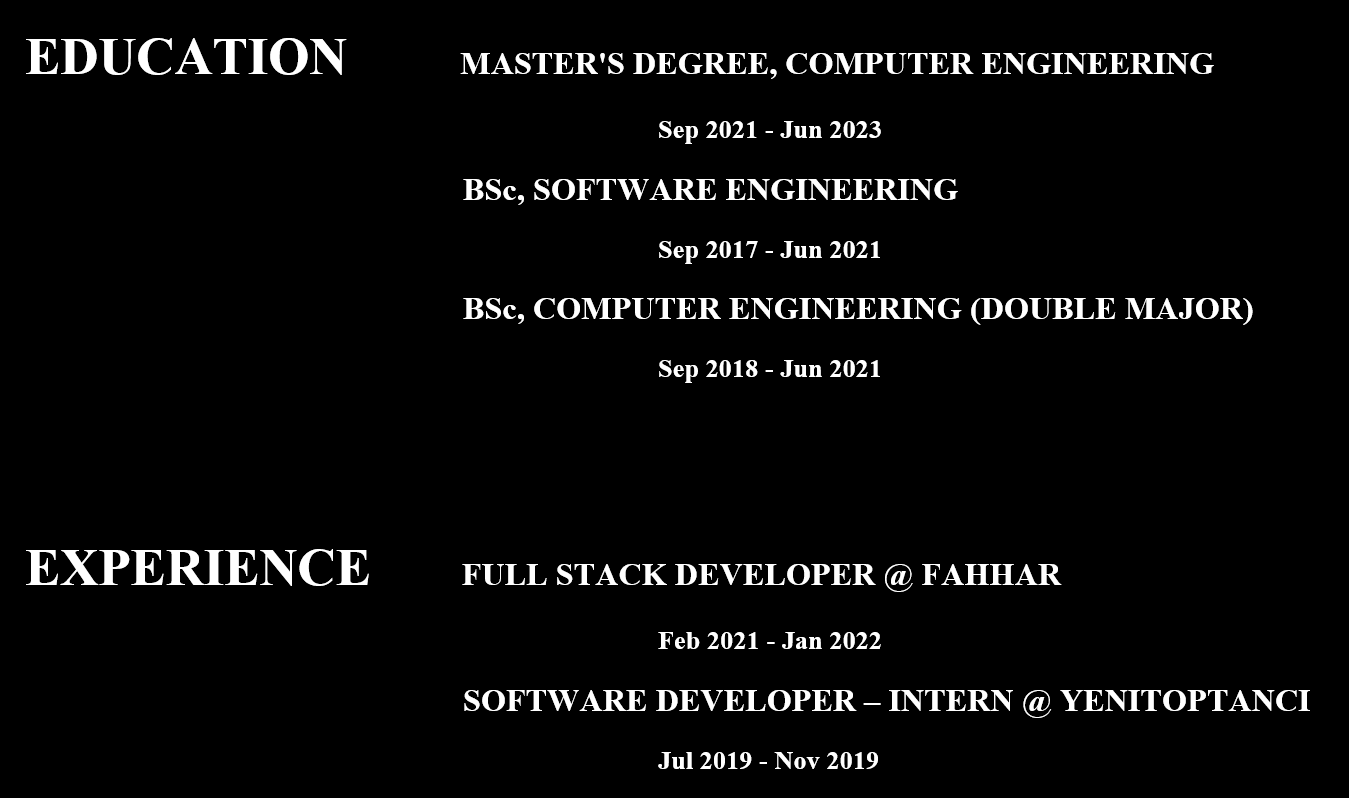 EDUCATION
MASTER'S DEGREE, COMPUTER ENGINEERING
Sep 2021 - Jun 2023
BSc, SOFTWARE ENGINEERING
Sep 2017 - Jun 2021
BSc, COMPUTER ENGINEERING (DOUBLE MAJOR)
Sep 2018 - Jun 2021
EXPERIENCE
FULL STACK DEVELOPER @ FAHHAR
Feb 2021 - Jan 2022
SOFTWARE DEVELOPER – INTERN @ YENITOPTANCI
Jul 2019 - Nov 2019